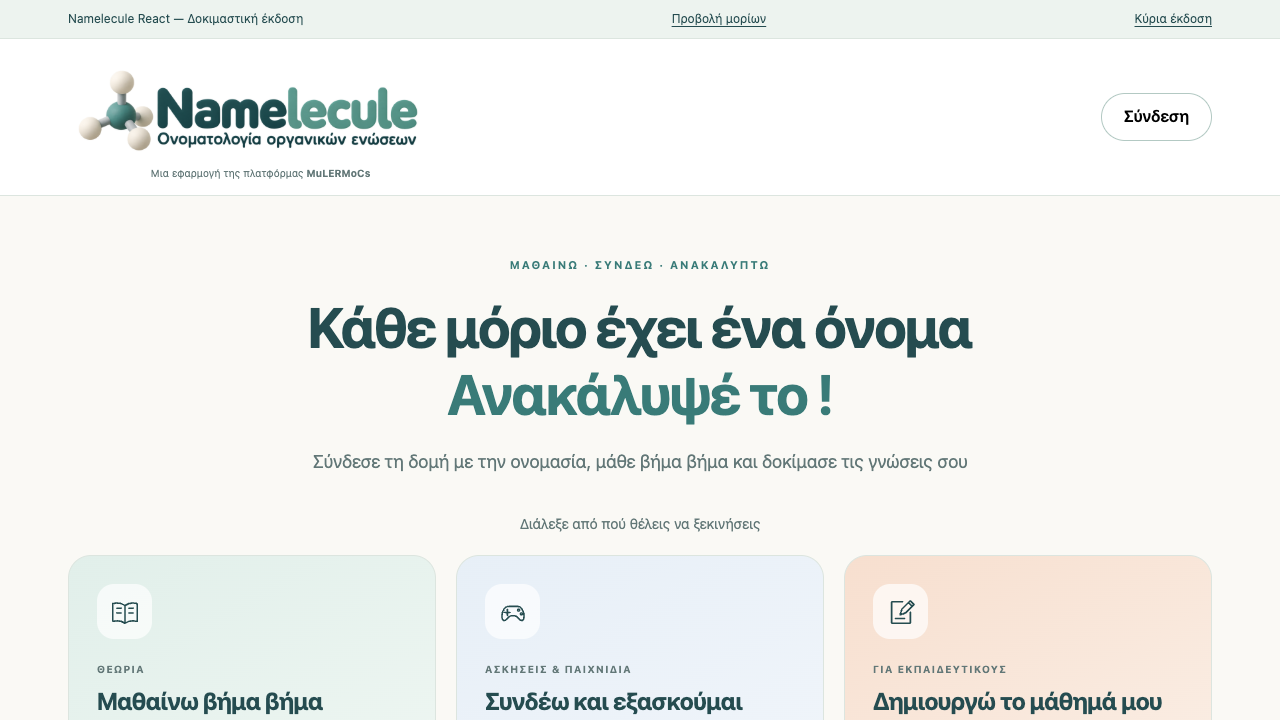 Namelecule React — Δοκιμαστική έκδοση
Προβολή μορίων
Κύρια έκδοση
Namelecule
Ονοματολογία οργανικών ενώσεων
Μια εφαρμογή της πλατφόρμας MuLERMoCs
Σύνδεση
ΜΑΘΑΙΝΩ · ΣΥΝΔΕΩ · ΑΝΑΚΑΛΥΠΤΩ
Κάθε μόριο έχει ένα όνομα
Ανακάλυψέ το !
Σύνδεσε τη δομή με την ονομασία, μάθε βήμα βήμα και δοκίμασε τις γνώσεις σου
Διάλεξε από πού θέλεις να ξεκινήσεις
ΘΕΩΡΙΑ
Μαθαίνω βήμα βήμα
ΑΣΚΗΣΕΙΣ & ΠΑΙΧΝΙΔΙΑ
Συνδέω και εξασκούμαι
ΓΙΑ ΕΚΠΑΙΔΕΥΤΙΚΟΥΣ
Δημιουργώ το μάθημά μου